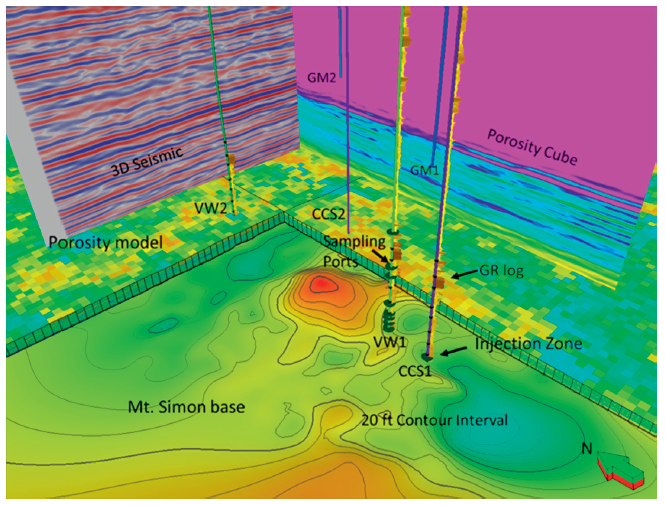 GM2
Porosity Cube
3D Seismic
GM1
VW2
CCS2
Porosity model
Sampling
Ports
GR log
VW1
Injection Zone
CCS1
Mt. Simon base
20 ft Contour Interval
N